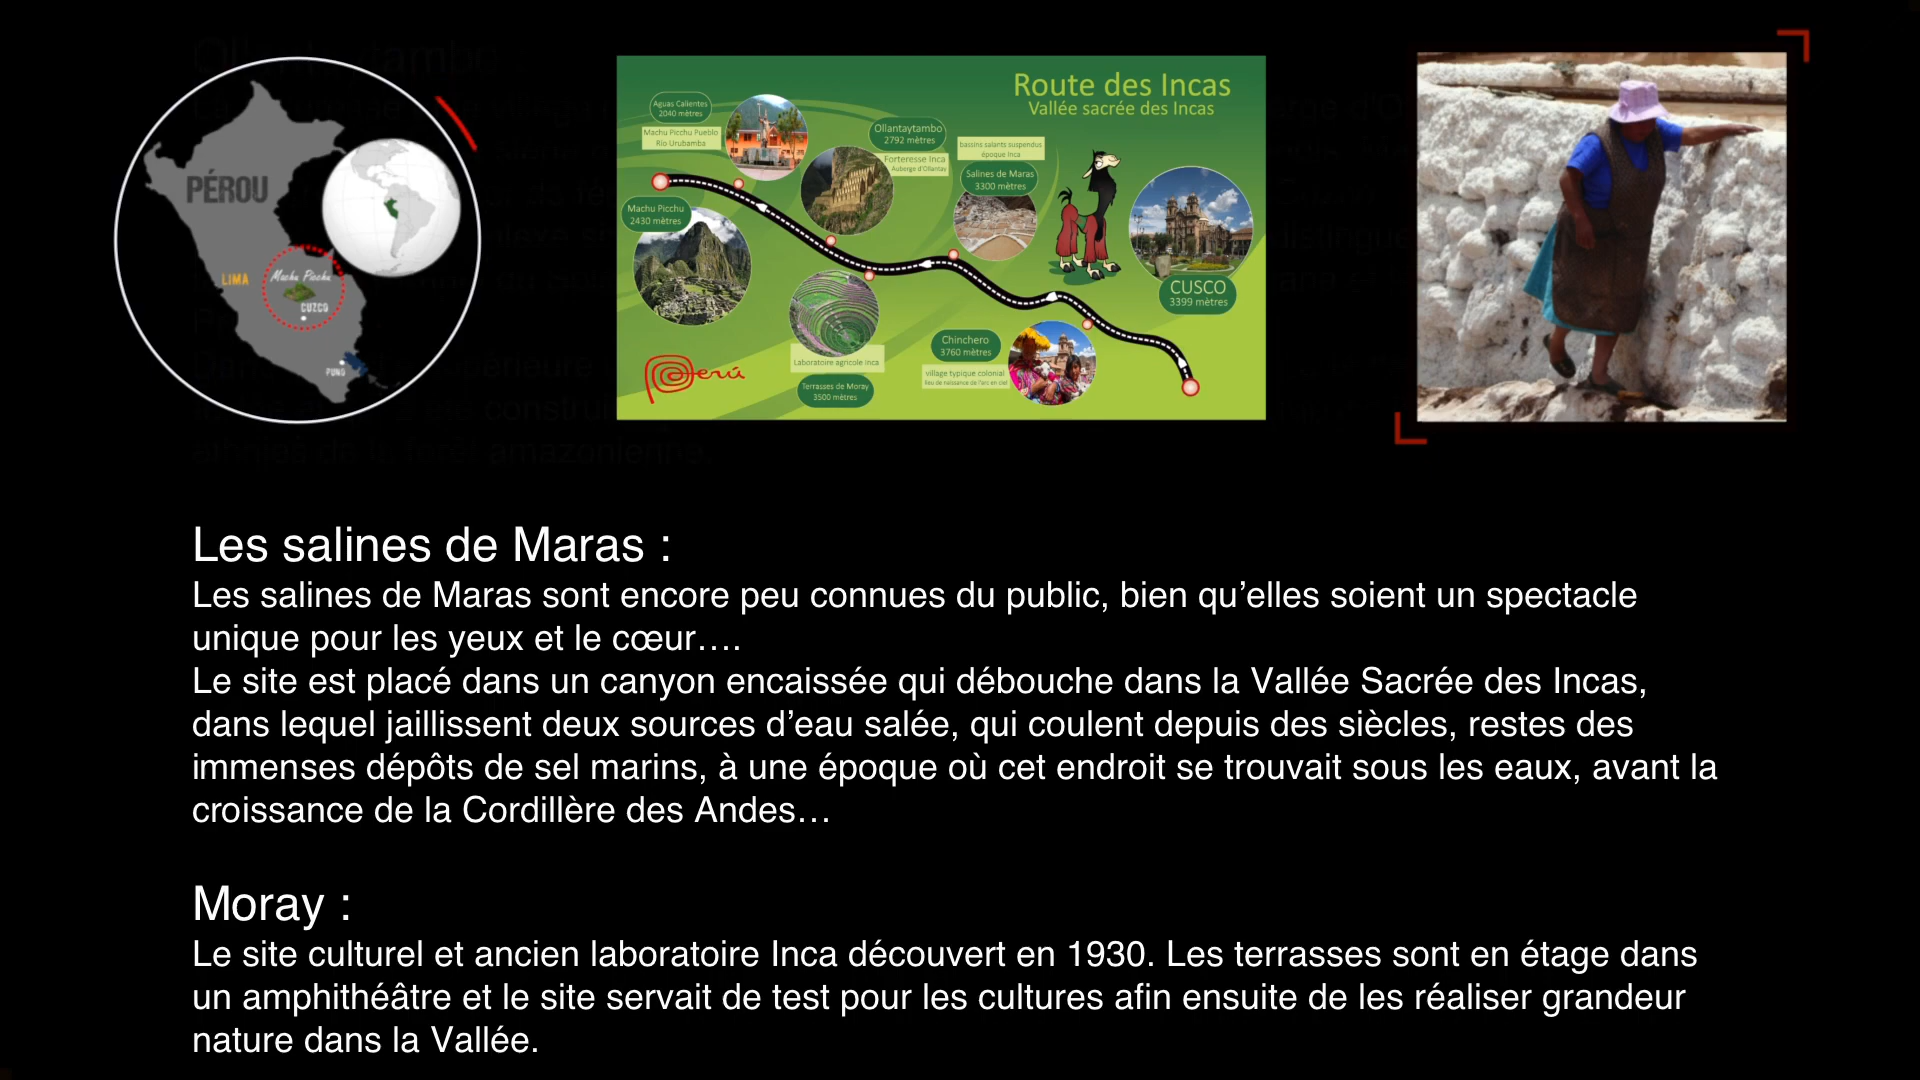 PÉROU
LIMA
Machu Picchu
CUZCO
PUNO
Route des Incas
Vallée sacrée des Incas
Aguas Calientes
2040 mètres
Machu Picchu Pueblo
Río Urubamba
Ollantaytambo
2792 mètres
Forteresse Inca
Auberge d'Ollantay
bassins salants suspendus
époque Inca
Salines de Maras
3300 mètres
Machu Picchu
2430 mètres
CUSCO
3399 mètres
Chinchero
3760 mètres
village typique colonial
lieu de naissance de l'arc en ciel
Laboratoire agricole Inca
Terrasses de Moray
3500 mètres
Perú
Les salines de Maras :
Les salines de Maras sont encore peu connues du public, bien qu’elles soient un spectacle
unique pour les yeux et le cœur….
Le site est placé dans un canyon encaissée qui débouche dans la Vallée Sacrée des Incas,
dans lequel jaillissent deux sources d’eau salée, qui coulent depuis des siècles, restes des
immenses dépôts de sel marins, à une époque où cet endroit se trouvait sous les eaux, avant la
croissance de la Cordillère des Andes…
Moray :
Le site culturel et ancien laboratoire Inca découvert en 1930. Les terrasses sont en étage dans
un amphithéâtre et le site servait de test pour les cultures afin ensuite de les réaliser grandeur
nature dans la Vallée.